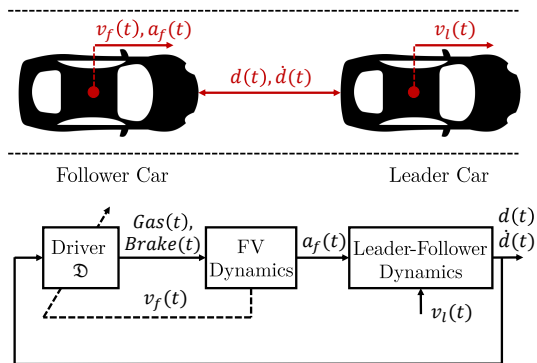 v_f(t), a_f(t)
v_l(t)
d(t), ḋ(t)
Follower Car
Leader Car
Driver
𝔇
Gas(t),
Brake(t)
FV
Dynamics
a_f(t)
Leader-Follower
Dynamics
d(t)
ḋ(t)
v_f(t)
v_l(t)